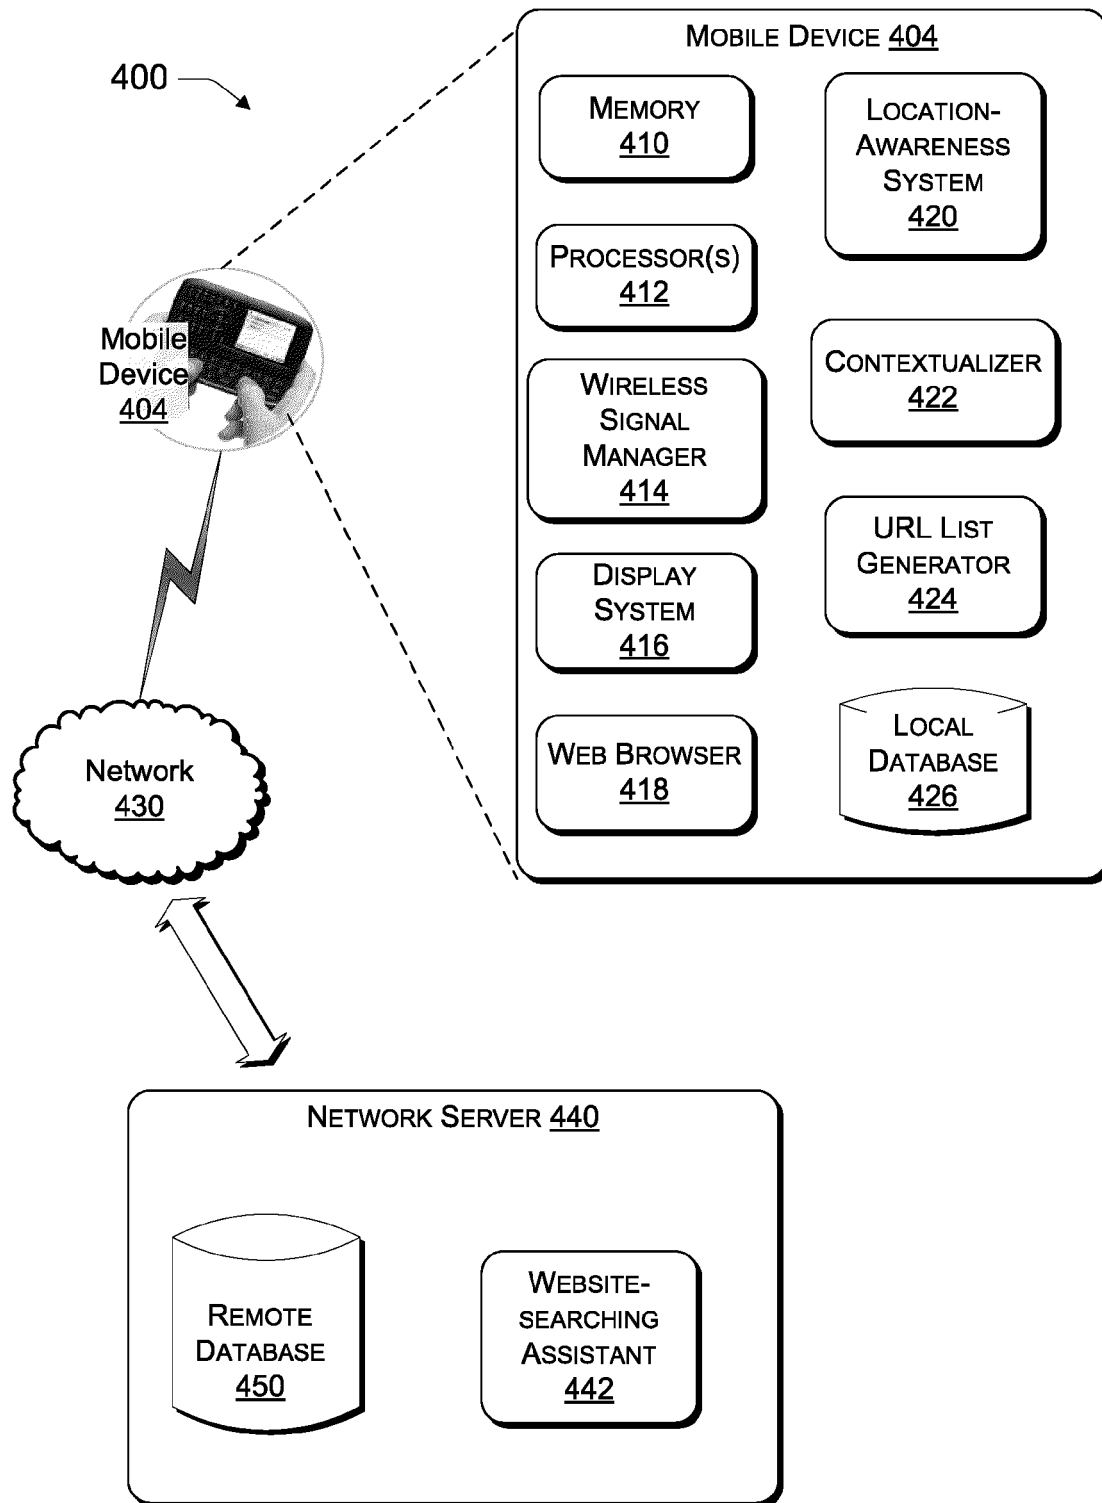 400
MOBILE DEVICE 404
MEMORY
410
PROCESSOR(S)
412
WIRELESS
SIGNAL
MANAGER
414
DISPLAY
SYSTEM
416
WEB BROWSER
418
LOCATION-
AWARENESS
SYSTEM
420
CONTEXTUALIZER
422
URL LIST
GENERATOR
424
LOCAL
DATABASE
426
Mobile
Device
404
Network
430
NETWORK SERVER 440
REMOTE
DATABASE
450
WEBSITE-
SEARCHING
ASSISTANT
442